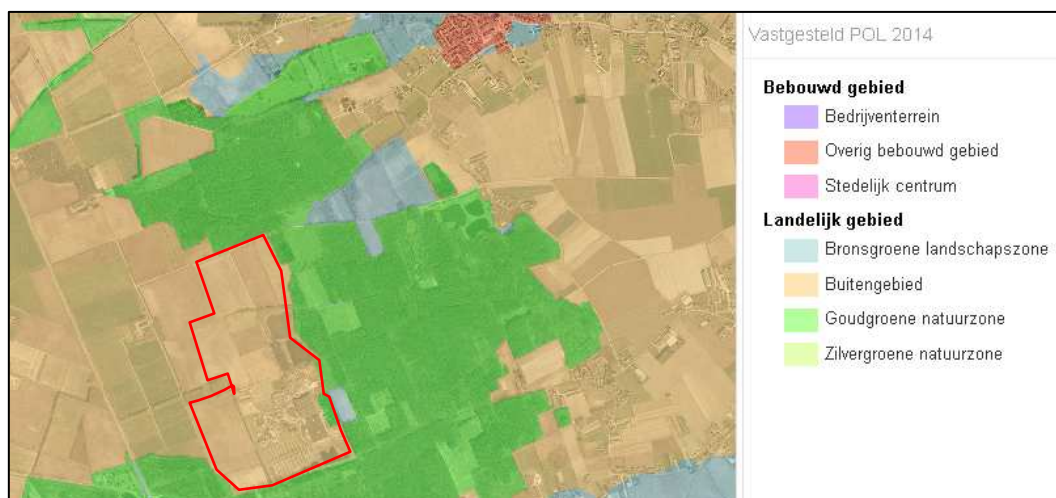 Vastgesteld POL 2014
Bebouwd gebied
Bedrijventerrein
Overig bebouwd gebied
Stedelijk centrum
Landelijk gebied
Bronsgroene landschapszone
Buitengebied
Goudgroene natuurzone
Zilvergroene natuurzone